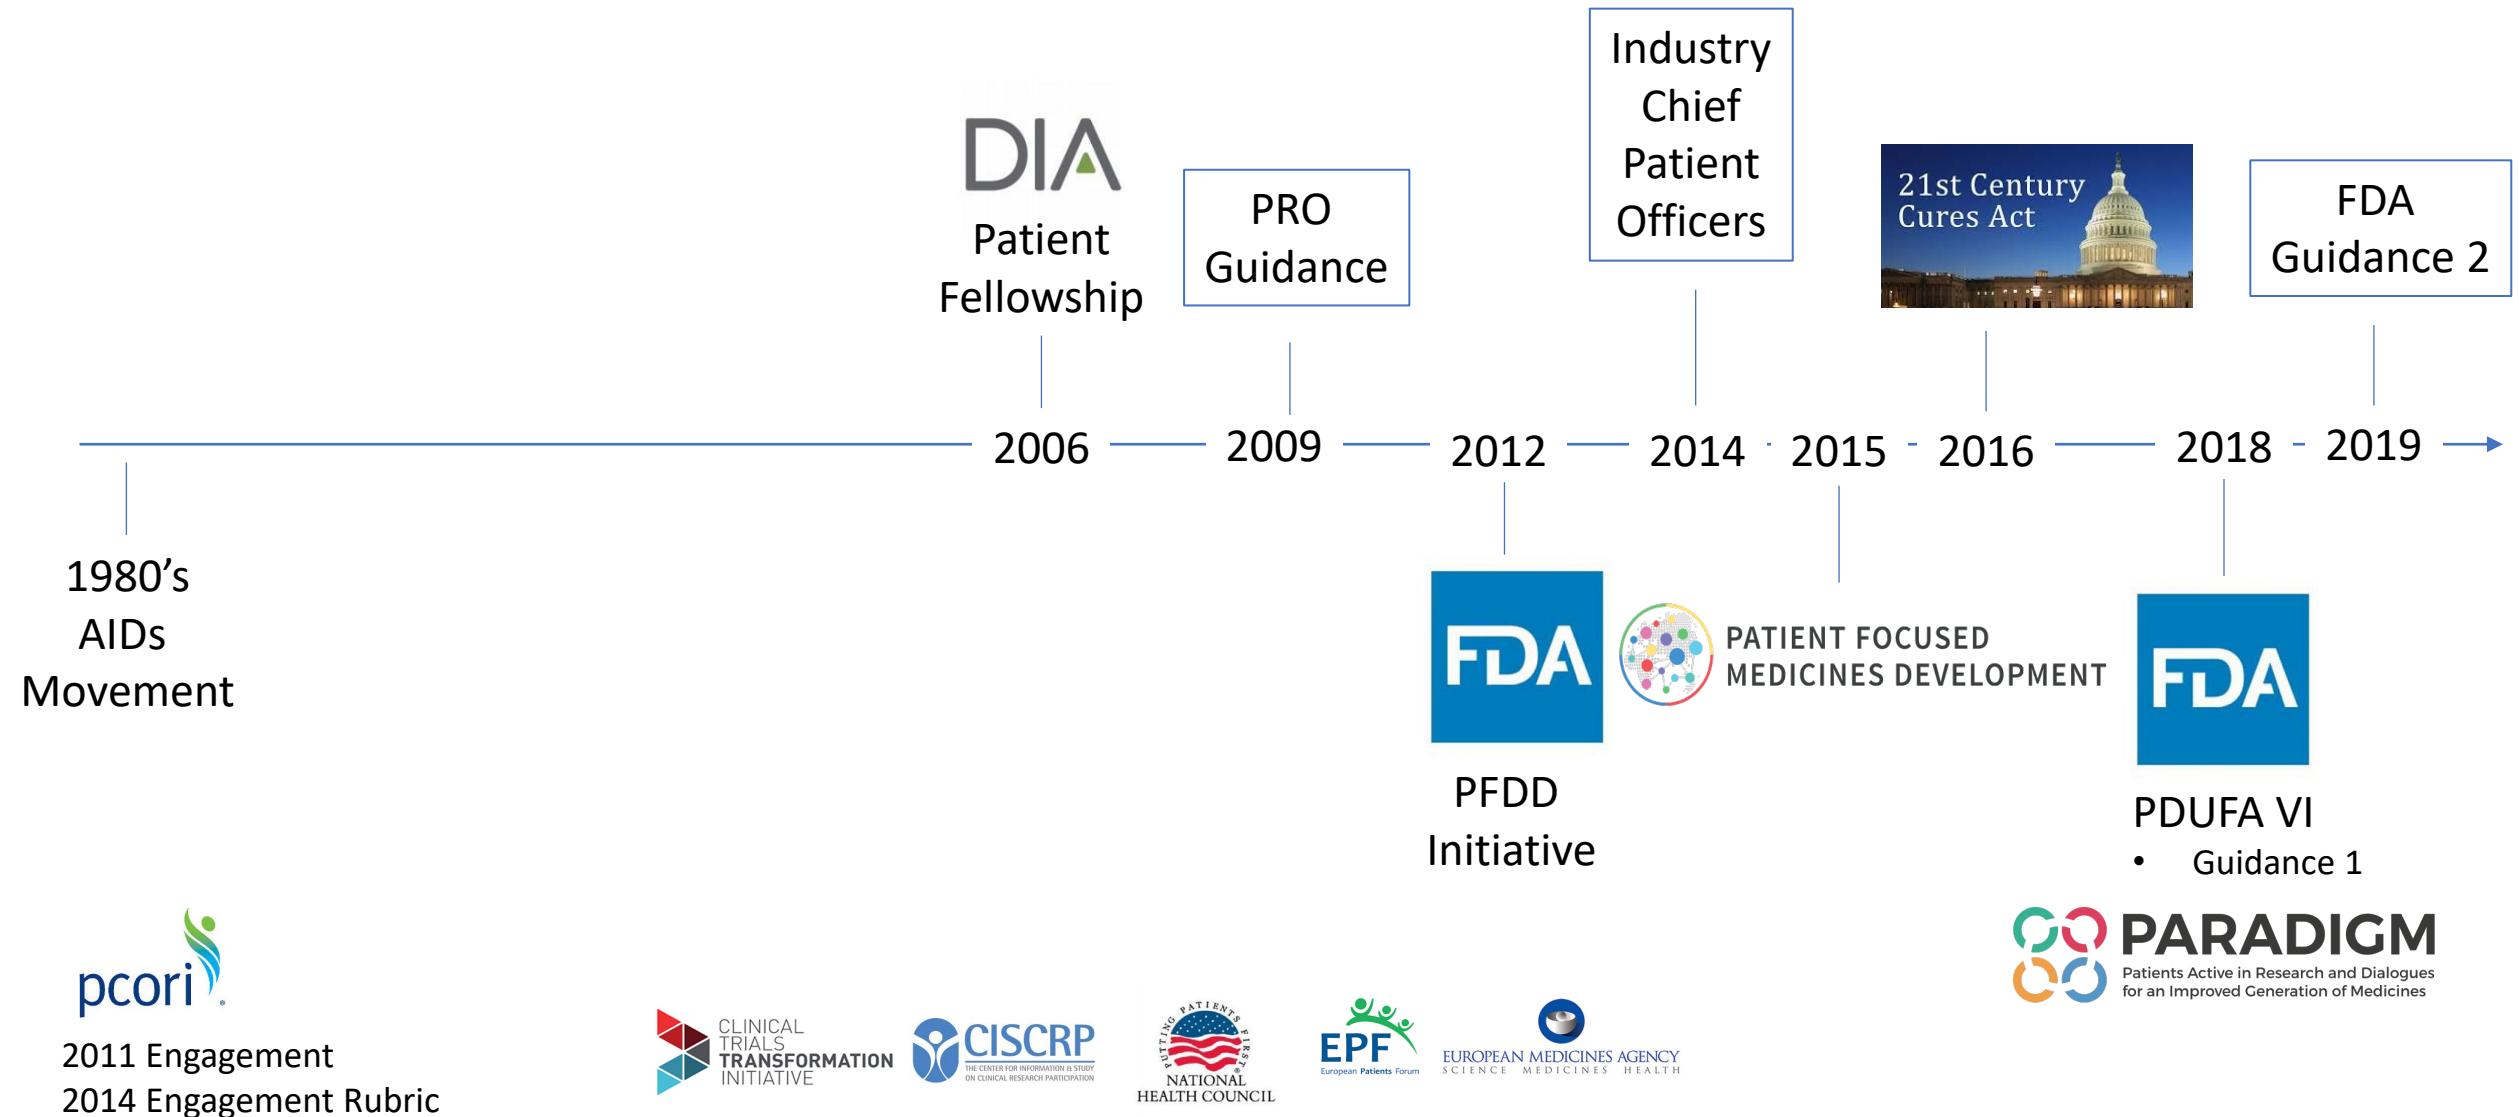 Industry
Chief
Patient
Officers
DIA
Patient
Fellowship
PRO
Guidance
21st Century
Cures Act
FDA
Guidance 2
2006
2009
2012
2014
2015
2016
2018
2019
1980’s
AIDs
Movement
FDA
PFDD
Initiative
PATIENT FOCUSED
MEDICINES DEVELOPMENT
FDA
PDUFA VI
• Guidance 1
pcori
2011 Engagement
2014 Engagement Rubric
CLINICAL
TRIALS
TRANSFORMATION
INITIATIVE
CISCRP
THE CENTER FOR INFORMATION & STUDY
ON CLINICAL RESEARCH PARTICIPATION
PUTTING PATIENTS FIRST®
NATIONAL
HEALTH COUNCIL
EPF
European Patients Forum
EUROPEAN MEDICINES AGENCY
SCIENCE MEDICINES HEALTH
PARADIGM
Patients Active in Research and Dialogues
for an Improved Generation of Medicines